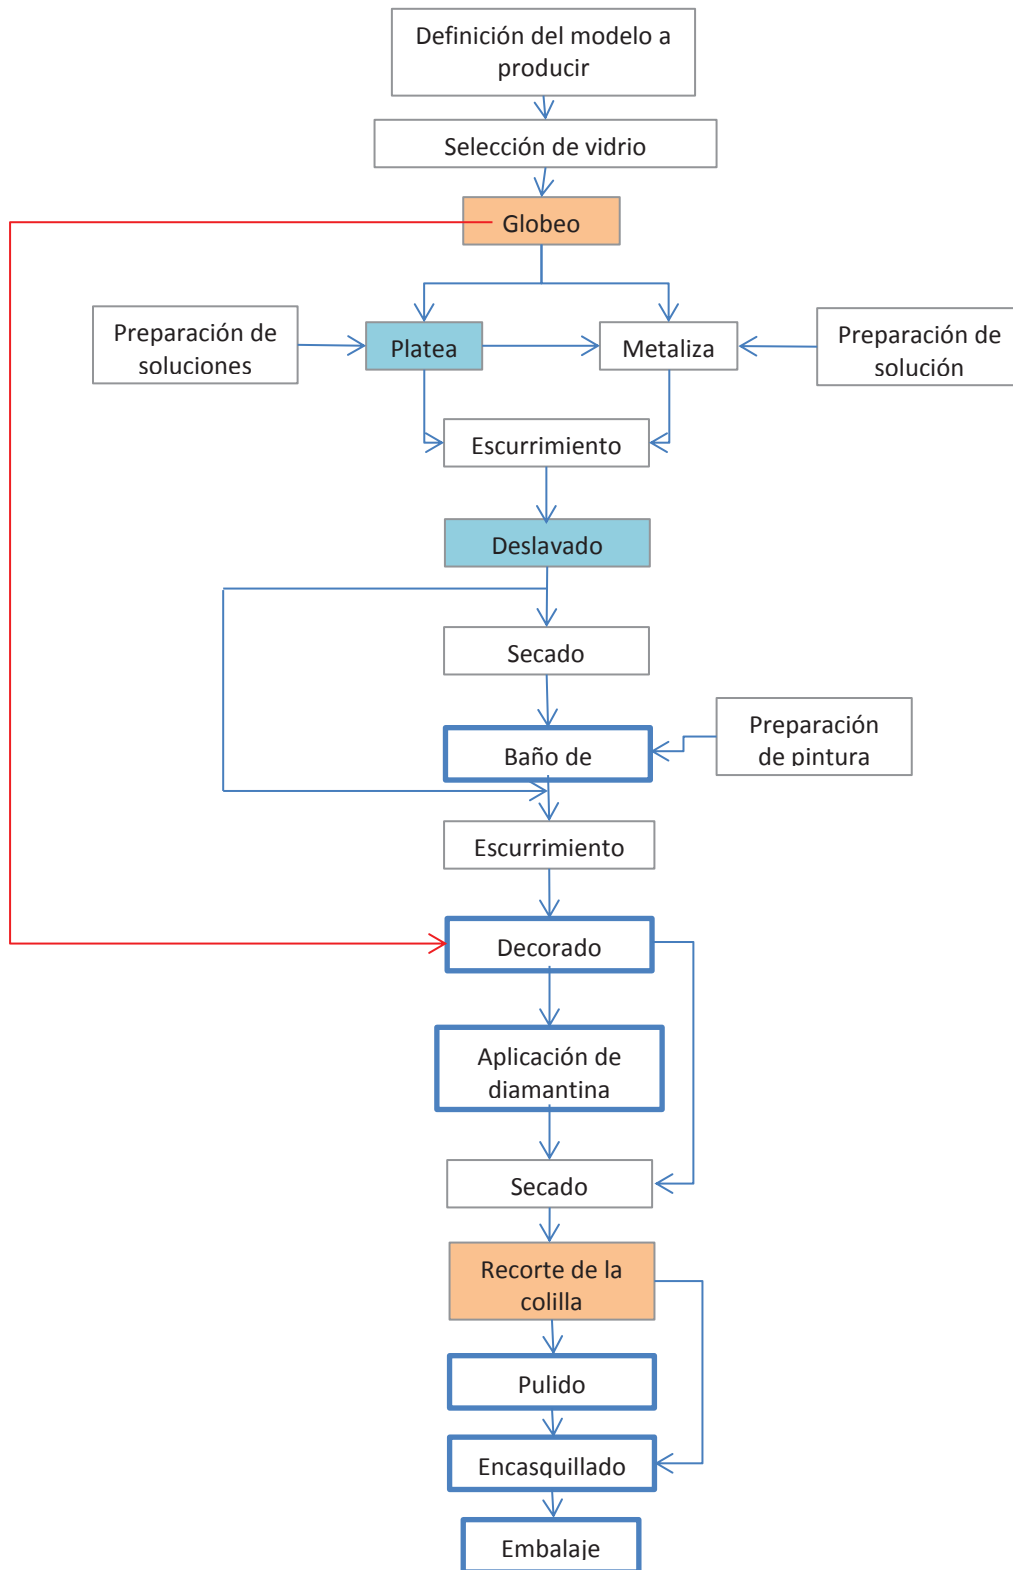 Definición del modelo a
producir
Selección de vidrio
Globeo
Preparación de
soluciones
Platea
Metaliza
Preparación de
solución
Escurrimiento
Deslavado
Secado
Baño de
Preparación
de pintura
Escurrimiento
Decorado
Aplicación de
diamantina
Secado
Recorte de la
colilla
Pulido
Encasquillado
Embalaje